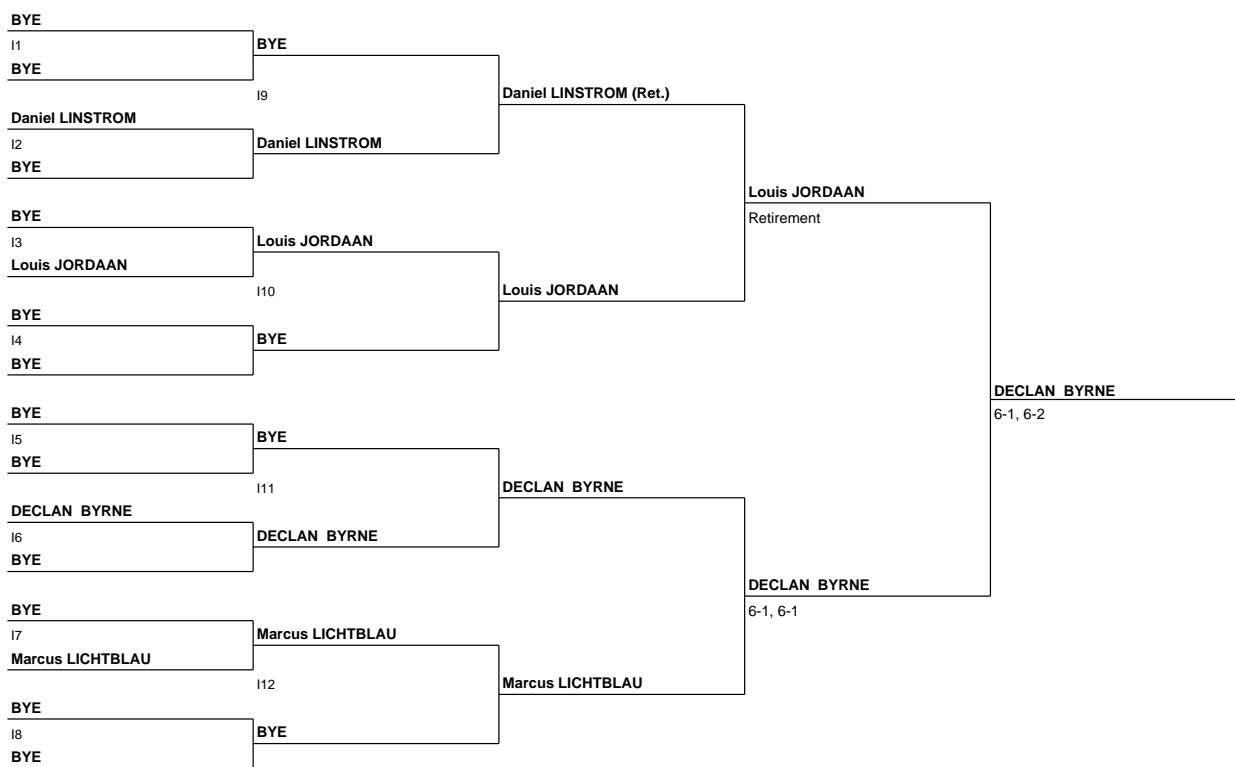 BYE
I1
BYE
BYE
I9
Daniel LINSTROM (Ret.)
Daniel LINSTROM
I2
BYE
Daniel LINSTROM
Louis JORDAAN
Retirement
BYE
I3
Louis JORDAAN
Louis JORDAAN
I10
Louis JORDAAN
BYE
I4
BYE
BYE
DECLAN BYRNE
6-1, 6-2
BYE
I5
BYE
BYE
I11
DECLAN BYRNE
DECLAN BYRNE
I6
BYE
DECLAN BYRNE
DECLAN BYRNE
6-1, 6-1
BYE
I7
Marcus LICHTBLAU
Marcus LICHTBLAU
I12
Marcus LICHTBLAU
BYE
I8
BYE
BYE